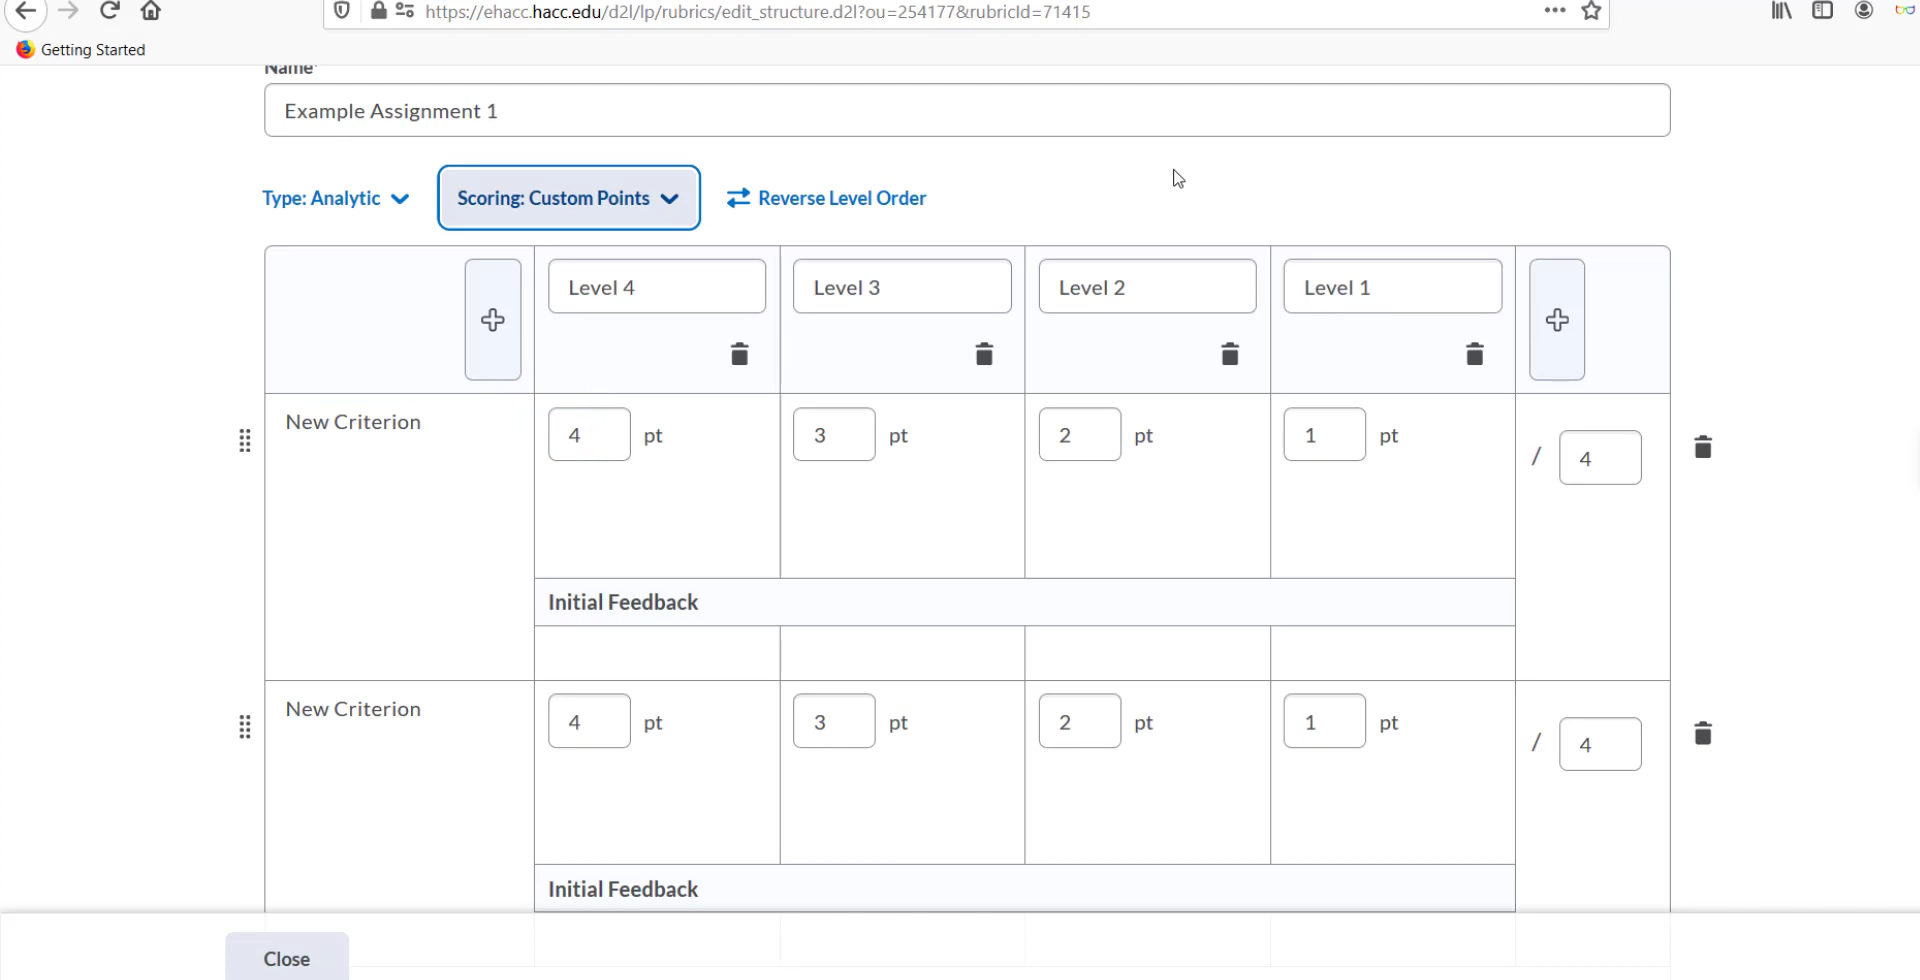 https://ehacc.hacc.edu/d2l/lp/rubrics/edit_structure.d2l?ou=254177&rubricId=71415
Getting Started
Name*
Example Assignment 1
Type: Analytic Scoring: Custom Points Reverse Level Order
Level 4 Level 3 Level 2 Level 1
New Criterion 4 pt 3 pt 2 pt 1 pt / 4
Initial Feedback
New Criterion 4 pt 3 pt 2 pt 1 pt / 4
Initial Feedback
Close